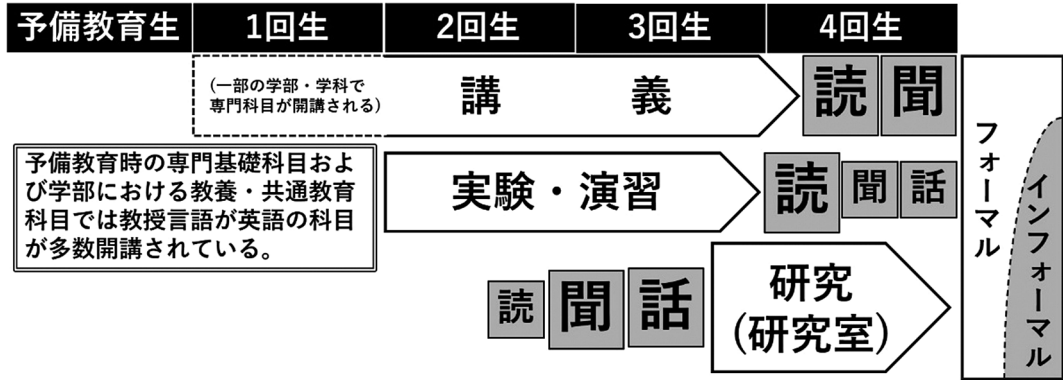 予備教育生 1回生 2回生 3回生 4回生
(一部の学部・学科で
専門科目が開講される)
講 義
読 聞
予備教育時の専門基礎科目およ
び学部における教養・共通教育
科目では教授言語が英語の科目
が多数開講されている。
実験・演習
読 聞 話
読 聞 話
研究
(研究室)
フォーマル
インフォーマル